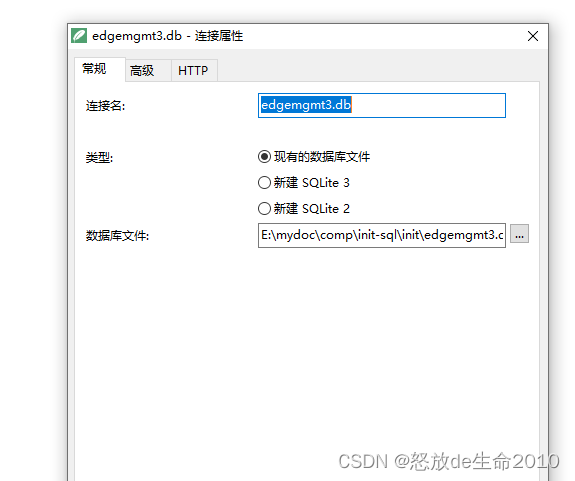 edgemgmt3.db - 连接属性
常规 高级 HTTP
连接名: edgemgmt3.db
类型: 现有的数据库文件
新建 SQLite 3
新建 SQLite 2
数据库文件: E:\mydoc\comp\init-sql\init\edgemgmt3.c ...
CSDN @怒放de生命2010